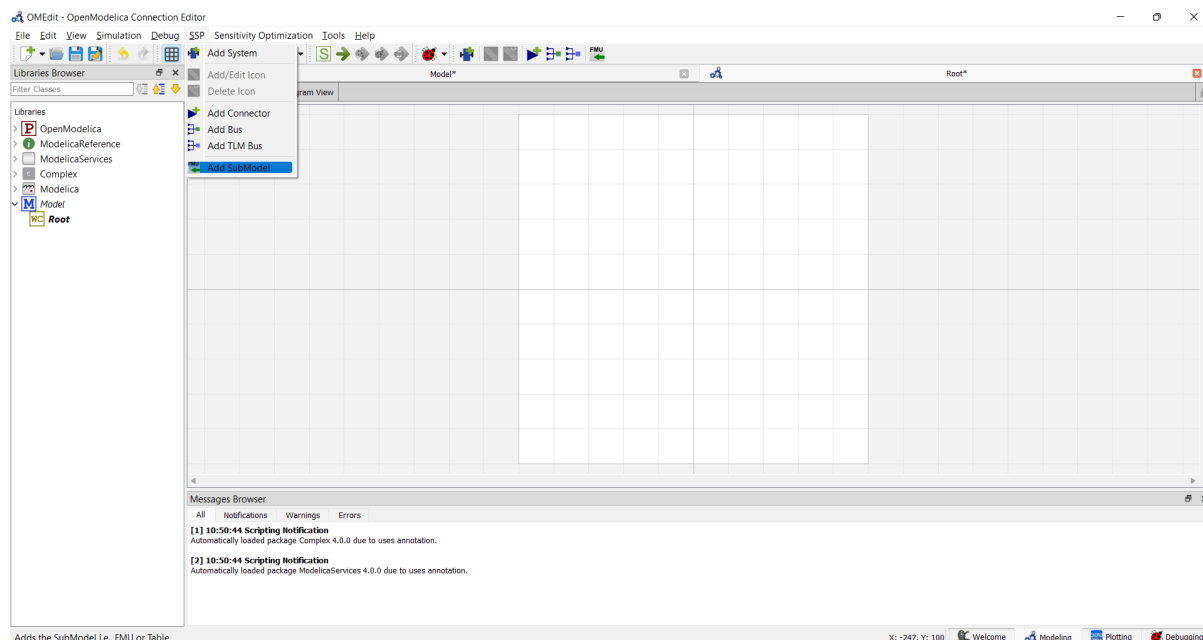 OMEdit - OpenModelica Connection Editor
File Edit View Simulation Debug SSP Sensitivity Optimization Tools Help
Add System
S
FMU
Libraries Browser
Model*
Root*
Add/Edit Icon
Filter Classes
Delete Icon
gram View
Libraries
Add Connector
P OpenModelica
Add Bus
i ModelicaReference
Add TLM Bus
ModelicaServices
FMU Add SubModel
Complex
Modelica
M Model
WC Root
Messages Browser
All Notifications Warnings Errors
[1] 10:50:44 Scripting Notification
Automatically loaded package Complex 4.0.0 due to uses annotation.
[2] 10:50:44 Scripting Notification
Automatically loaded package ModelicaServices 4.0.0 due to uses annotation.
Adds the SubModel i.e. FMU or Table
X: -247, Y: 100 Welcome Modeling Plotting Debugging